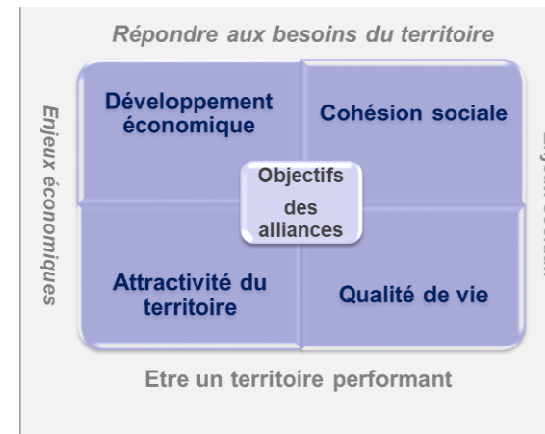 Répondre aux besoins du territoire
Enjeux économiques
Développement
économique
Cohésion sociale
Objectifs
des
alliances
Attractivité du
territoire
Qualité de vie
Etre un territoire performant